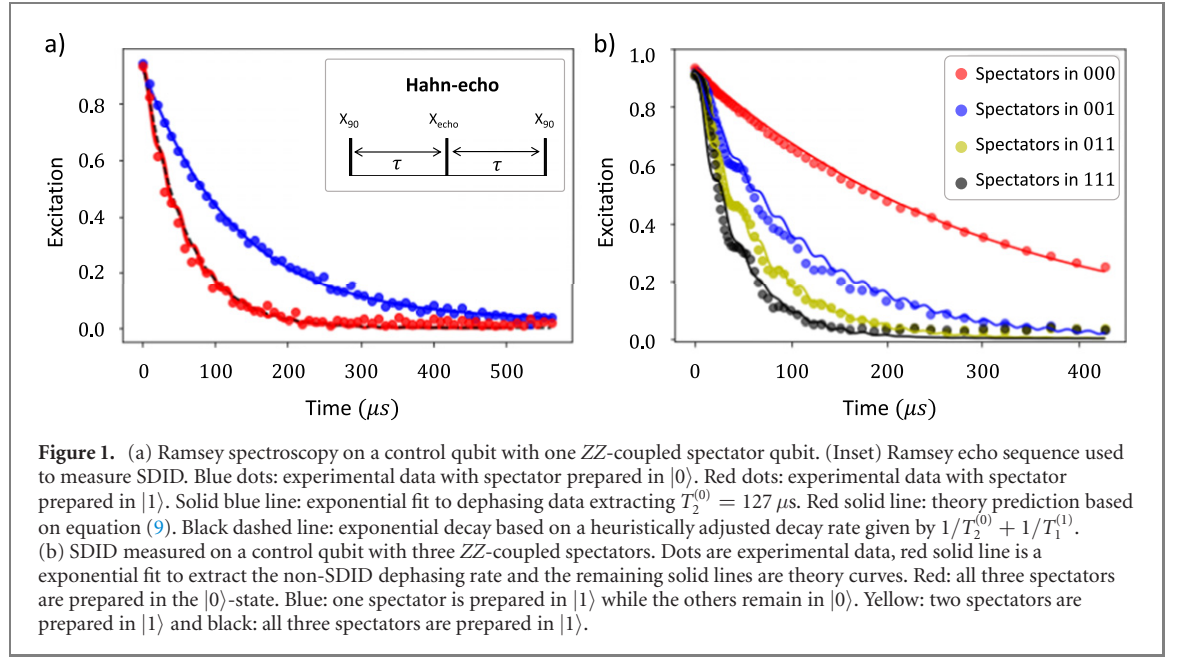 a)
Excitation
0.8
0.6
0.4
0.2
0.0
0 100 200 300 400 500
Time (μs)
Hahn-echo
X90 Xecho X90
τ τ
b)
Excitation
1.0
0.8
0.6
0.4
0.2
0.0
0 100 200 300 400
Time (μs)
Spectators in 000
Spectators in 001
Spectators in 011
Spectators in 111
Figure 1. (a) Ramsey spectroscopy on a control qubit with one ZZ-coupled spectator qubit. (Inset) Ramsey echo sequence used
to measure SDID. Blue dots: experimental data with spectator prepared in |0⟩. Red dots: experimental data with spectator
prepared in |1⟩. Solid blue line: exponential fit to dephasing data extracting T₂⁽⁰⁾ = 127 μs. Red solid line: theory prediction based
on equation (9). Black dashed line: exponential decay based on a heuristically adjusted decay rate given by 1/T₂⁽⁰⁾ + 1/T₁⁽¹⁾.
(b) SDID measured on a control qubit with three ZZ-coupled spectators. Dots are experimental data, red solid line is a
exponential fit to extract the non-SDID dephasing rate and the remaining solid lines are theory curves. Red: all three spectators
are prepared in the |0⟩-state. Blue: one spectator is prepared in |1⟩ while the others remain in |0⟩. Yellow: two spectators are
prepared in |1⟩ and black: all three spectators are prepared in |1⟩.